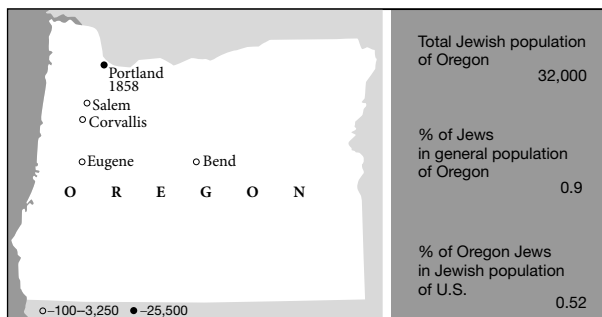 Portland
1858
Salem
Corvallis
Eugene
Bend
O R E G O N
–100–3,250 –25,500
Total Jewish population
of Oregon
32,000
% of Jews
in general population
of Oregon
0.9
% of Oregon Jews
in Jewish population
of U.S.
0.52